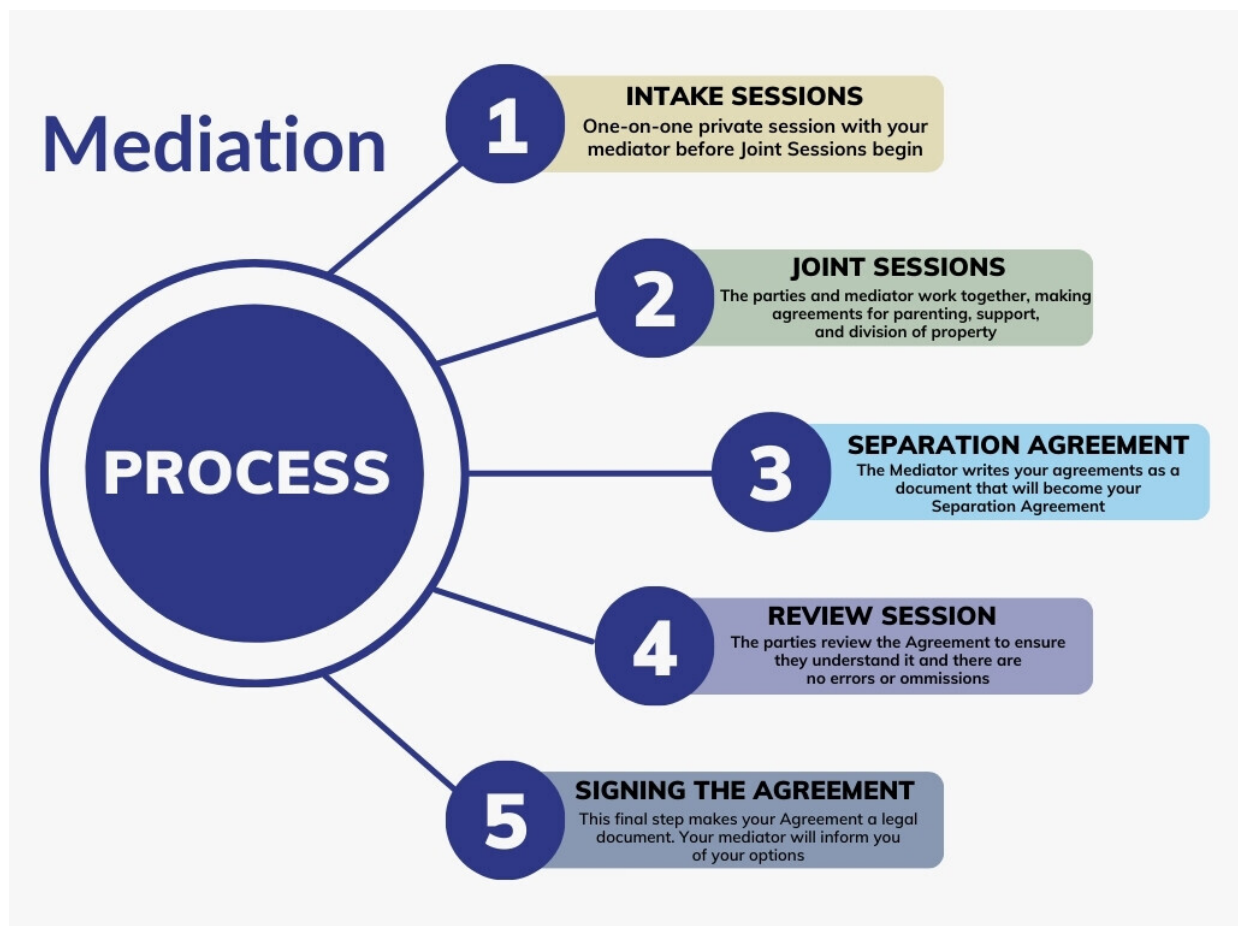 Mediation
PROCESS
1
INTAKE SESSIONS
One-on-one private session with your
mediator before Joint Sessions begin
2
JOINT SESSIONS
The parties and mediator work together, making
agreements for parenting, support,
and division of property
3
SEPARATION AGREEMENT
The Mediator writes your agreements as a
document that will become your
Separation Agreement
4
REVIEW SESSION
The parties review the Agreement to ensure
they understand it and there are
no errors or ommissions
5
SIGNING THE AGREEMENT
This final step makes your Agreement a legal
document. Your mediator will inform you
of your options